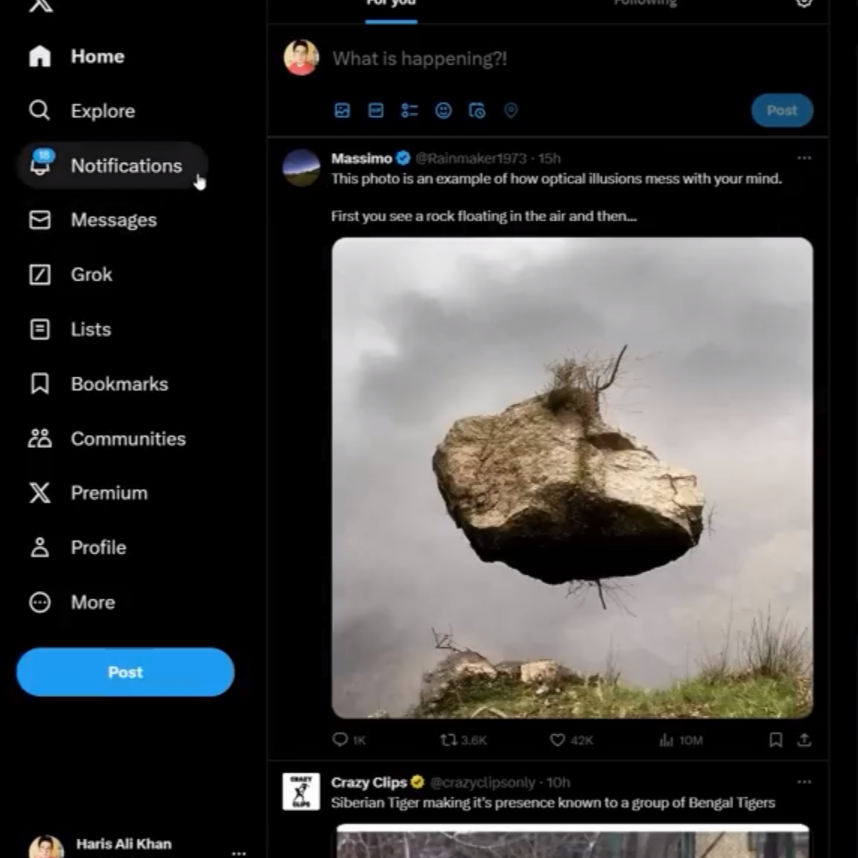 For you
Following
Home
Explore
18
Notifications
Messages
Grok
Lists
Bookmarks
Communities
Premium
Profile
More
Post
Haris Ali Khan
What is happening?!
GIF
Post
Massimo @Rainmaker1973 · 15h
This photo is an example of how optical illusions mess with your mind.
First you see a rock floating in the air and then...
1K
3.6K
42K
10M
CRAZY
CLIPS
Crazy Clips @crazyclipsonly · 10h
Siberian Tiger making it's presence known to a group of Bengal Tigers